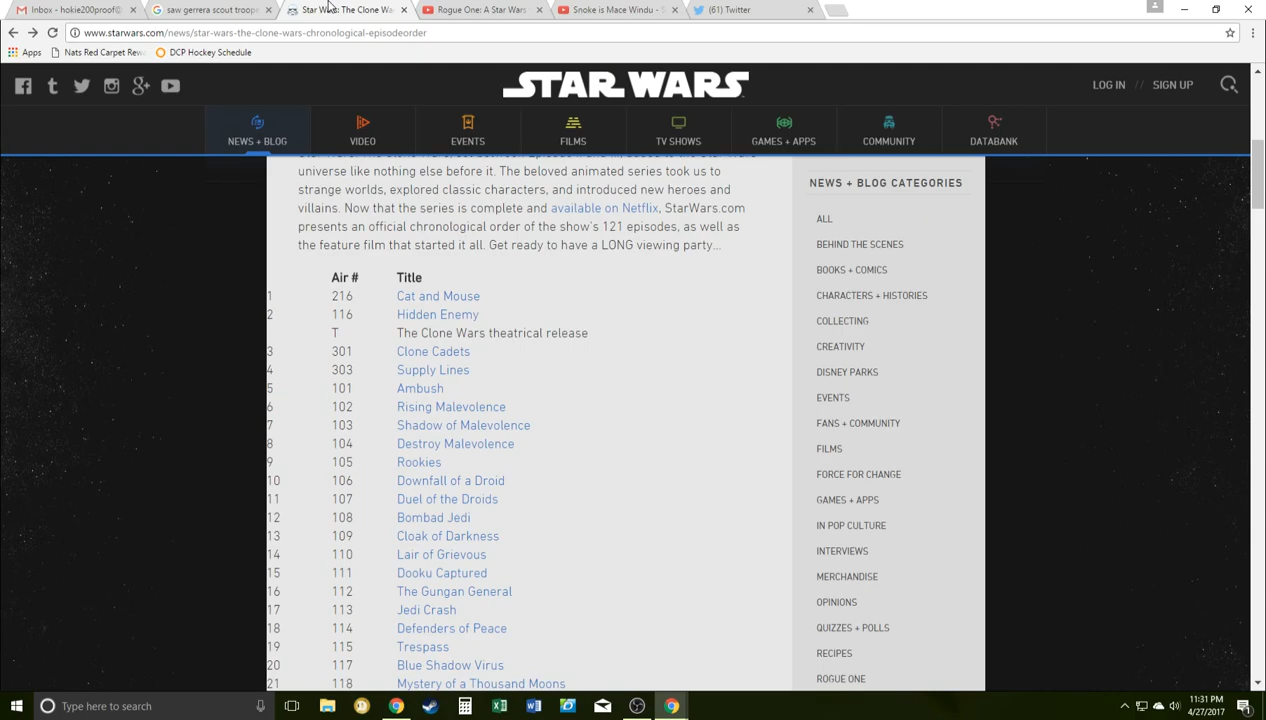 Inbox - hokie200proof@
saw gerrera scout troop
Star Wars: The Clone Wa
Rogue One: A Star Wars
Snoke is Mace Windu - S
(61) Twitter
www.starwars.com/news/star-wars-the-clone-wars-chronological-episodeorder
Apps
Nats Red Carpet Rew
DCP Hockey Schedule
STAR WARS
LOG IN // SIGN UP
NEWS + BLOG
VIDEO
EVENTS
FILMS
TV SHOWS
GAMES + APPS
COMMUNITY
DATABANK
universe like nothing else before it. The beloved animated series took us to
strange worlds, explored classic characters, and introduced new heroes and
villains. Now that the series is complete and available on Netflix, StarWars.com
presents an official chronological order of the show's 121 episodes, as well as
the feature film that started it all. Get ready to have a LONG viewing party…
Air # Title
1 216 Cat and Mouse
2 116 Hidden Enemy
T The Clone Wars theatrical release
3 301 Clone Cadets
4 303 Supply Lines
5 101 Ambush
6 102 Rising Malevolence
7 103 Shadow of Malevolence
8 104 Destroy Malevolence
9 105 Rookies
10 106 Downfall of a Droid
11 107 Duel of the Droids
12 108 Bombad Jedi
13 109 Cloak of Darkness
14 110 Lair of Grievous
15 111 Dooku Captured
16 112 The Gungan General
17 113 Jedi Crash
18 114 Defenders of Peace
19 115 Trespass
20 117 Blue Shadow Virus
21 118 Mystery of a Thousand Moons
NEWS + BLOG CATEGORIES
ALL
BEHIND THE SCENES
BOOKS + COMICS
CHARACTERS + HISTORIES
COLLECTING
CREATIVITY
DISNEY PARKS
EVENTS
FANS + COMMUNITY
FILMS
FORCE FOR CHANGE
GAMES + APPS
IN POP CULTURE
INTERVIEWS
MERCHANDISE
OPINIONS
QUIZZES + POLLS
RECIPES
ROGUE ONE
Type here to search
11:31 PM
4/27/2017